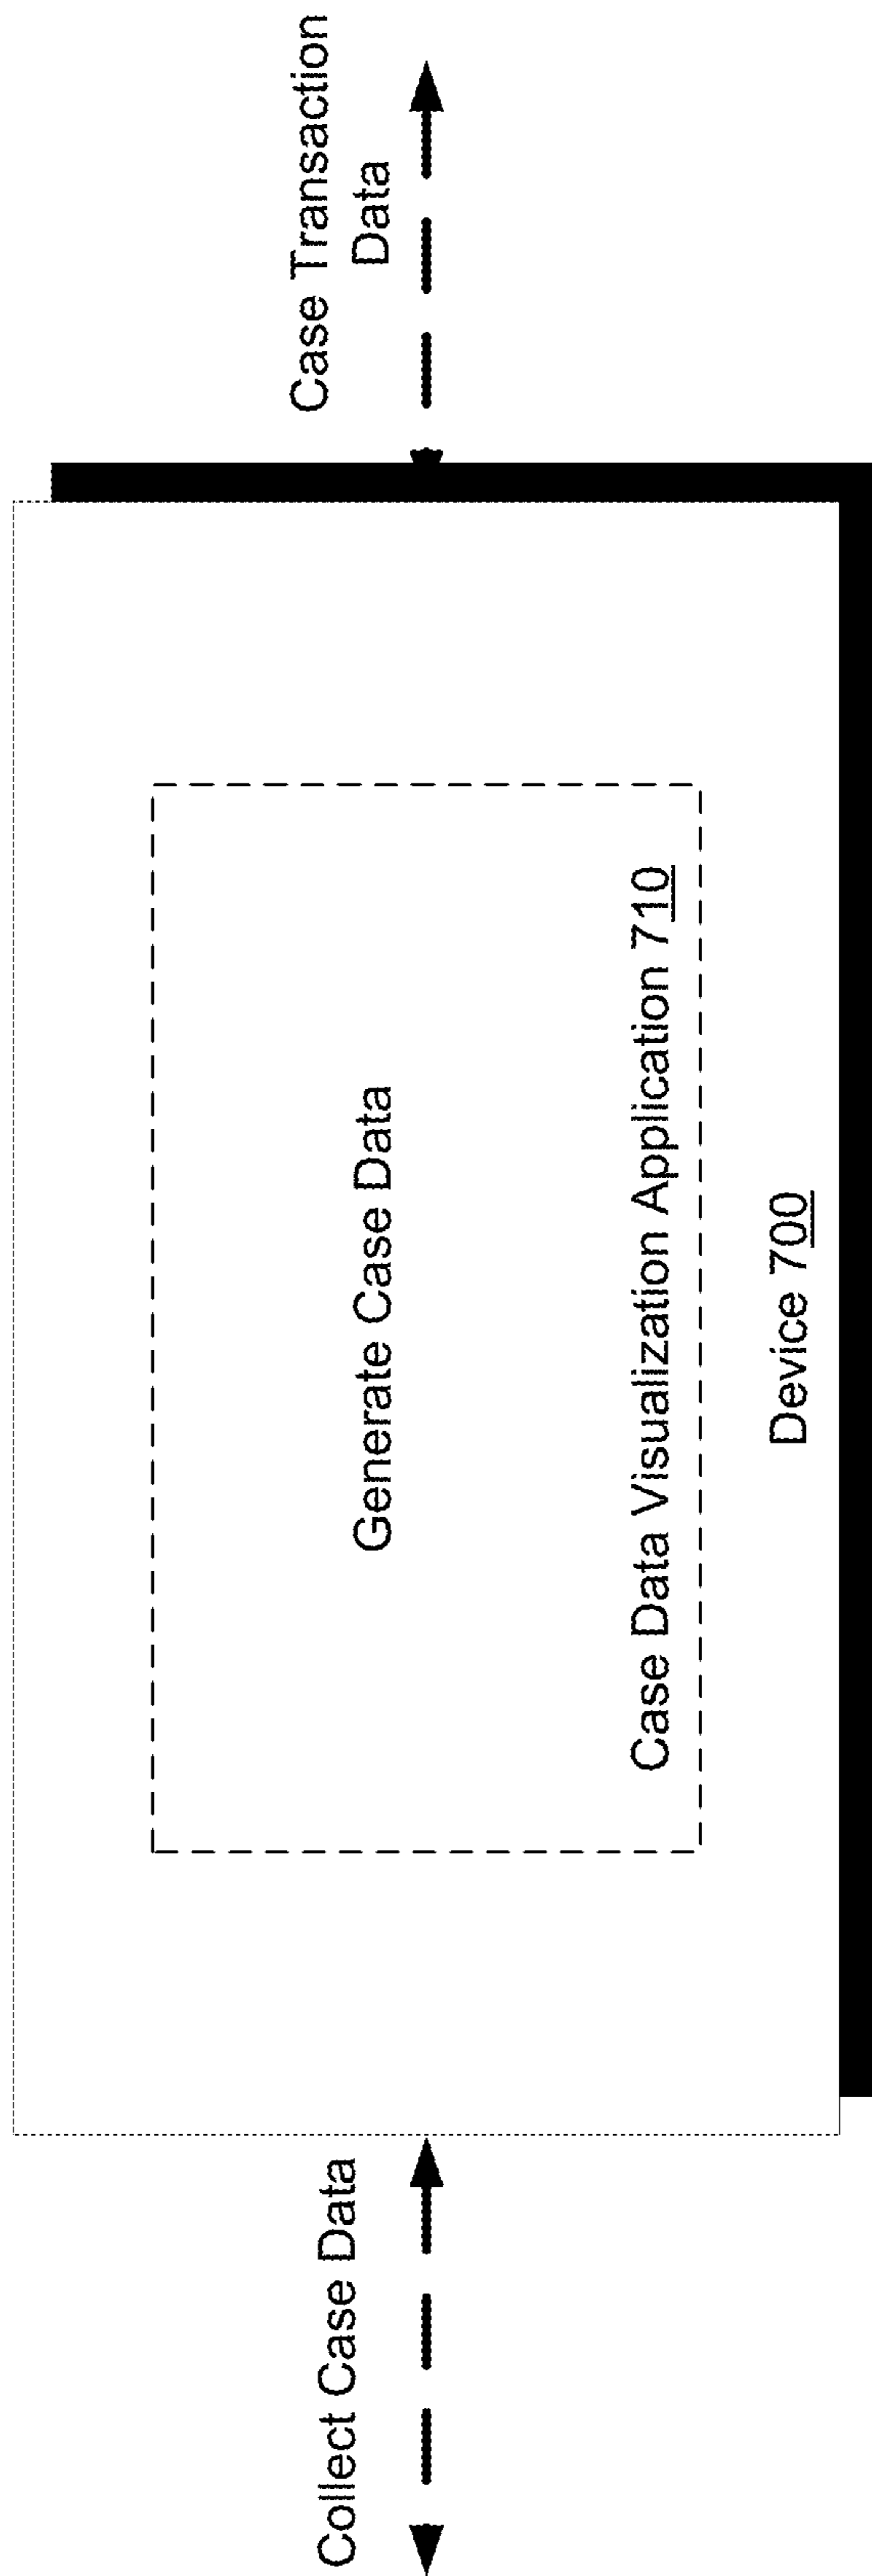 Collect Case Data
Generate Case Data
Case Data Visualization Application 710
Device 700
Case Transaction
Data